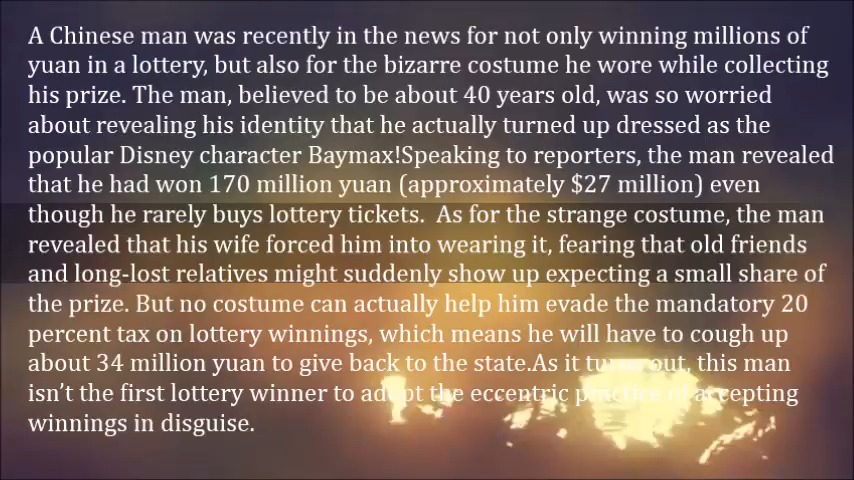 A Chinese man was recently in the news for not only winning millions of
yuan in a lottery, but also for the bizarre costume he wore while collecting
his prize. The man, believed to be about 40 years old, was so worried
about revealing his identity that he actually turned up dressed as the
popular Disney character Baymax!Speaking to reporters, the man revealed
that he had won 170 million yuan (approximately $27 million) even
though he rarely buys lottery tickets.  As for the strange costume, the man
revealed that his wife forced him into wearing it, fearing that old friends
and long-lost relatives might suddenly show up expecting a small share of
the prize. But no costume can actually help him evade the mandatory 20
percent tax on lottery winnings, which means he will have to cough up
about 34 million yuan to give back to the state.As it turns out, this man
isn't the first lottery winner to adopt the eccentric practice of accepting
winnings in disguise.